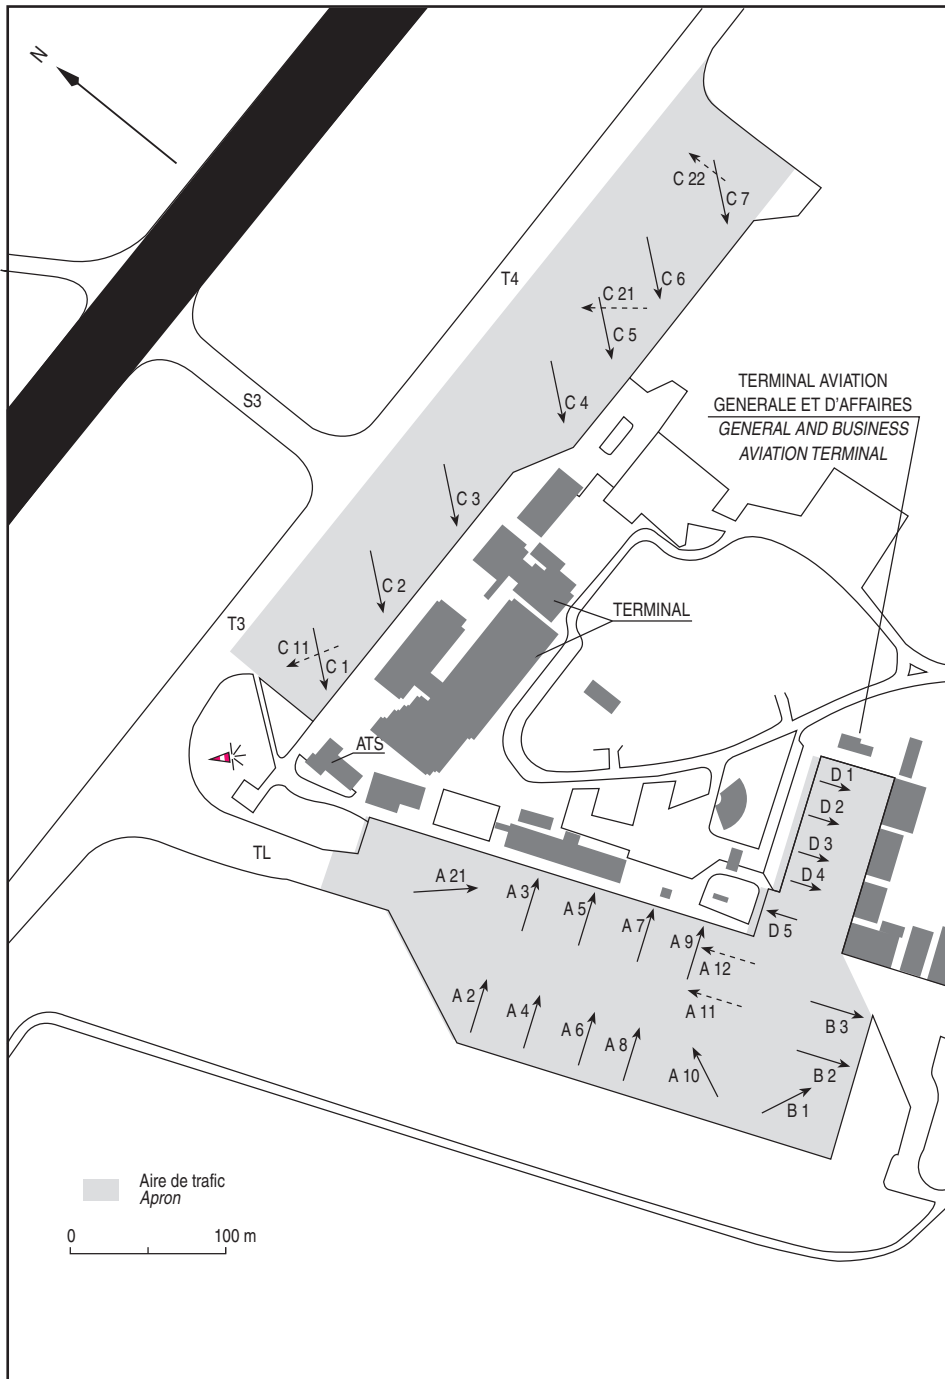 N
C 22
C 7
T4
C 6
C 21
C 5
TERMINAL AVIATION
GENERALE ET D'AFFAIRES
GENERAL AND BUSINESS
AVIATION TERMINAL
S3
C 4
C 3
C 2
TERMINAL
T3
C 11
C 1
ATS
D 1
D 2
D 3
D 4
D 5
TL
A 21
A 3
A 5
A 7
A 9
A 12
A 2
A 4
A 6
A 8
A 11
A 10
B 3
B 2
B 1
Aire de trafic
Apron
0 100 m